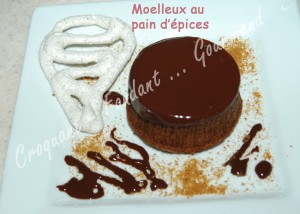 Moelleux au
pain d'épices
Croquant Fondant ... Gourmand